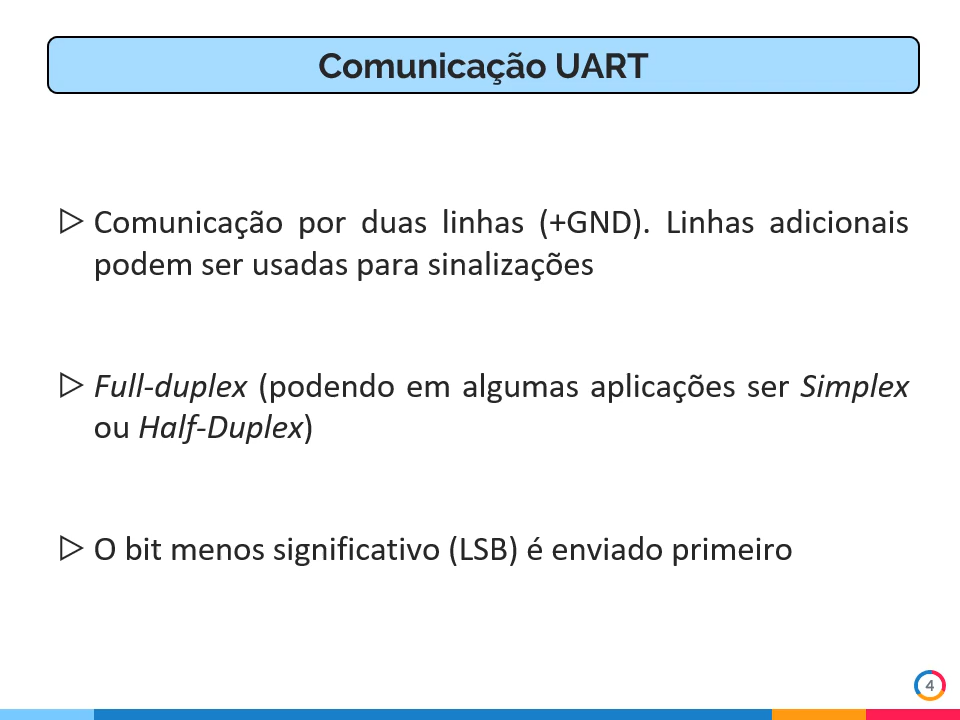 Comunicação UART
Comunicação por duas linhas (+GND). Linhas adicionais
podem ser usadas para sinalizações
Full-duplex (podendo em algumas aplicações ser Simplex
ou Half-Duplex)
O bit menos significativo (LSB) é enviado primeiro
4